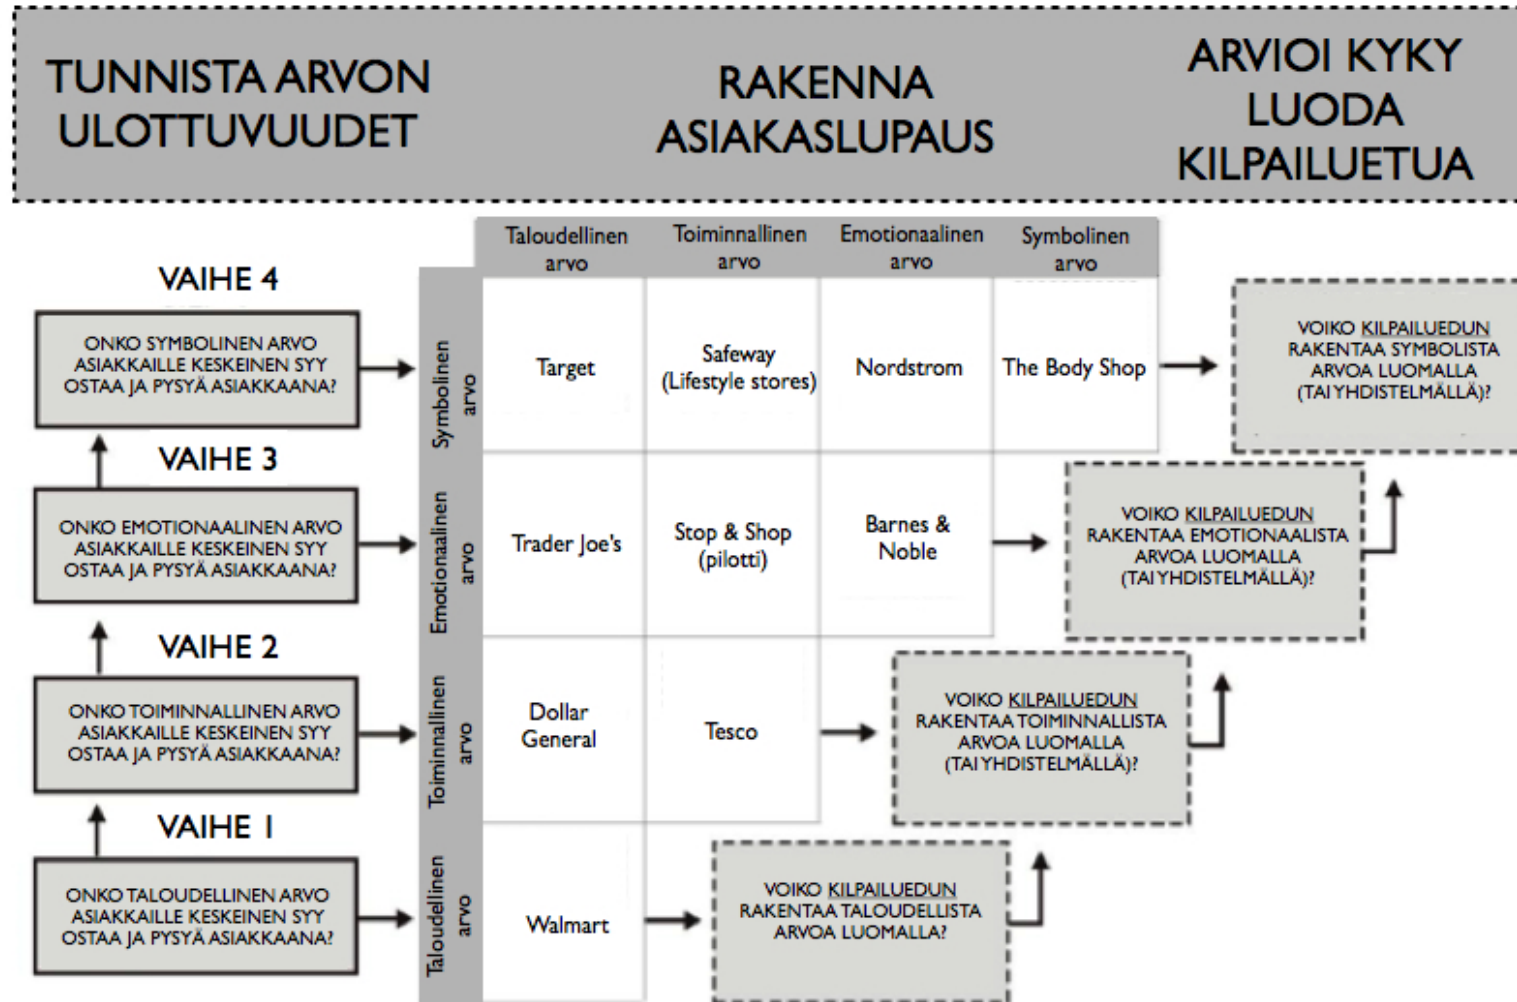 TUNNISTA ARVON
ULOTTUVUUDET
RAKENNA
ASIAKASLUPAUS
ARVIOI KYKY
LUODA
KILPAILUETUA
Taloudellinen
arvo
Toiminnallinen
arvo
Emotionaalinen
arvo
Symbolinen
arvo
VAIHE 4
ONKO SYMBOLINEN ARVO
ASIAKKAILLE KESKEINEN SYY
OSTAA JA PYSYÄ ASIAKKAANA?
Symbolinen
arvo
Target
Safeway
(Lifestyle stores)
Nordstrom
The Body Shop
VOIKO KILPAILUEDUN
RAKENTAA SYMBOLISTA
ARVOA LUOMALLA
(TAI YHDISTELMÄLLÄ)?
VAIHE 3
ONKO EMOTIONAALINEN ARVO
ASIAKKAILLE KESKEINEN SYY
OSTAA JA PYSYÄ ASIAKKAANA?
Emotionaalinen
arvo
Trader Joe's
Stop & Shop
(pilotti)
Barnes &
Noble
VOIKO KILPAILUEDUN
RAKENTAA EMOTIONAALISTA
ARVOA LUOMALLA
(TAI YHDISTELMÄLLÄ)?
VAIHE 2
ONKO TOIMINNALLINEN ARVO
ASIAKKAILLE KESKEINEN SYY
OSTAA JA PYSYÄ ASIAKKAANA?
Toiminnallinen
arvo
Dollar
General
Tesco
VOIKO KILPAILUEDUN
RAKENTAA TOIMINNALLISTA
ARVOA LUOMALLA
(TAI YHDISTELMÄLLÄ)?
VAIHE 1
ONKO TALOUDELLINEN ARVO
ASIAKKAILLE KESKEINEN SYY
OSTAA JA PYSYÄ ASIAKKAANA?
Taloudellinen
arvo
Walmart
VOIKO KILPAILUEDUN
RAKENTAA TALOUDELLISTA
ARVOA LUOMALLA?